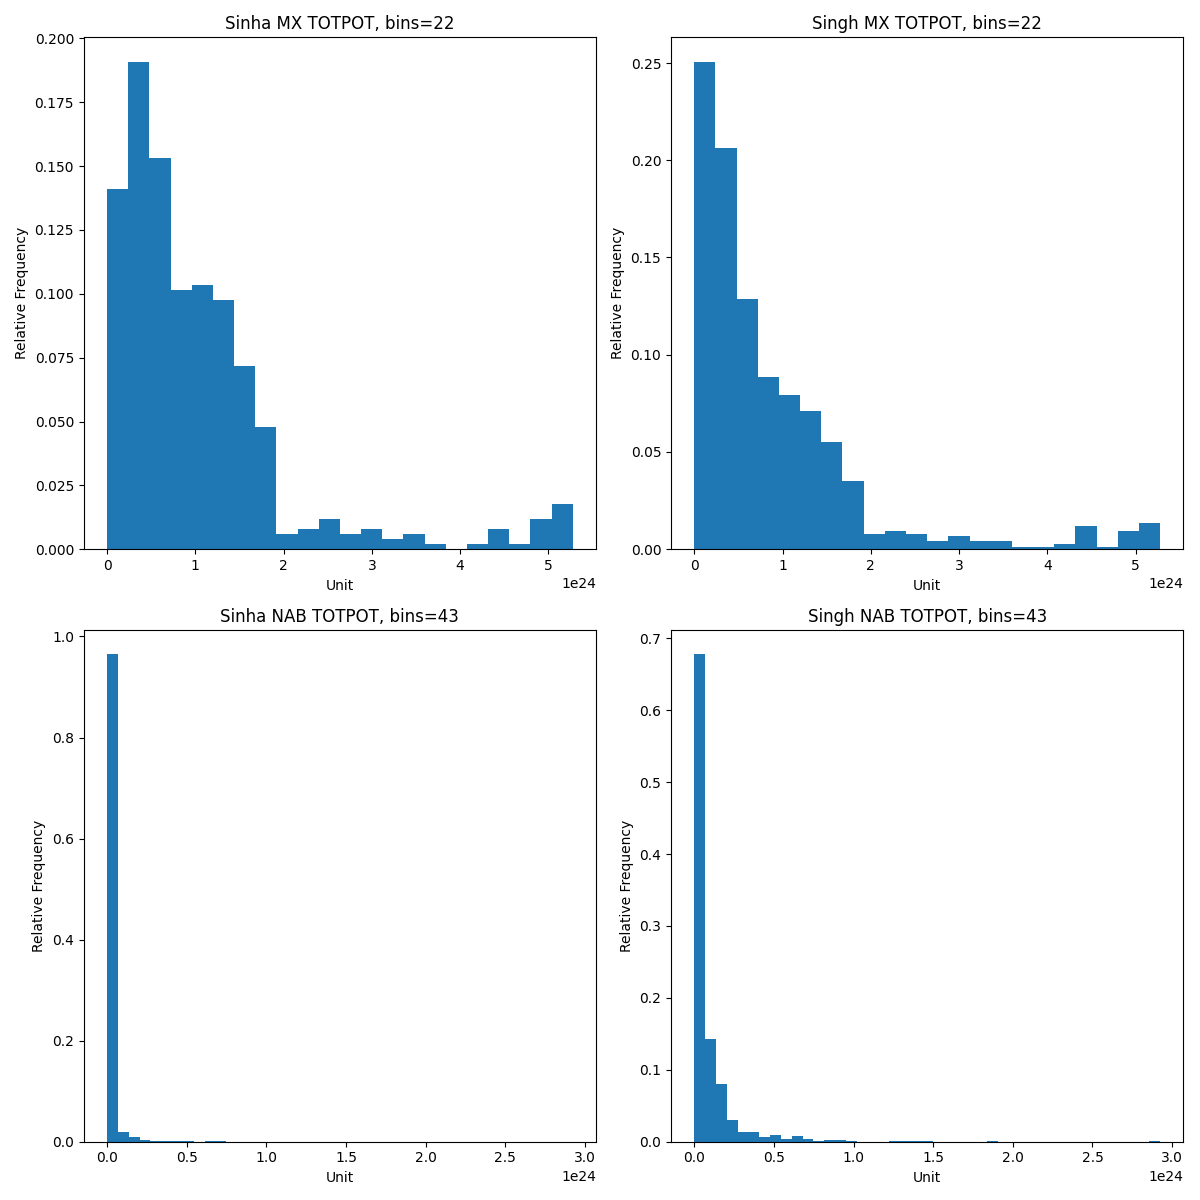 Sinha MX TOTPOT, bins=22
Relative Frequency
0.200
0.175
0.150
0.125
0.100
0.075
0.050
0.025
0.000
0 1 2 3 4 5
1e24
Unit
Singh MX TOTPOT, bins=22
Relative Frequency
0.25
0.20
0.15
0.10
0.05
0.00
0 1 2 3 4 5
1e24
Unit
Sinha NAB TOTPOT, bins=43
Relative Frequency
1.0
0.8
0.6
0.4
0.2
0.0
0.0 0.5 1.0 1.5 2.0 2.5 3.0
1e24
Unit
Singh NAB TOTPOT, bins=43
Relative Frequency
0.7
0.6
0.5
0.4
0.3
0.2
0.1
0.0
0.0 0.5 1.0 1.5 2.0 2.5 3.0
1e24
Unit